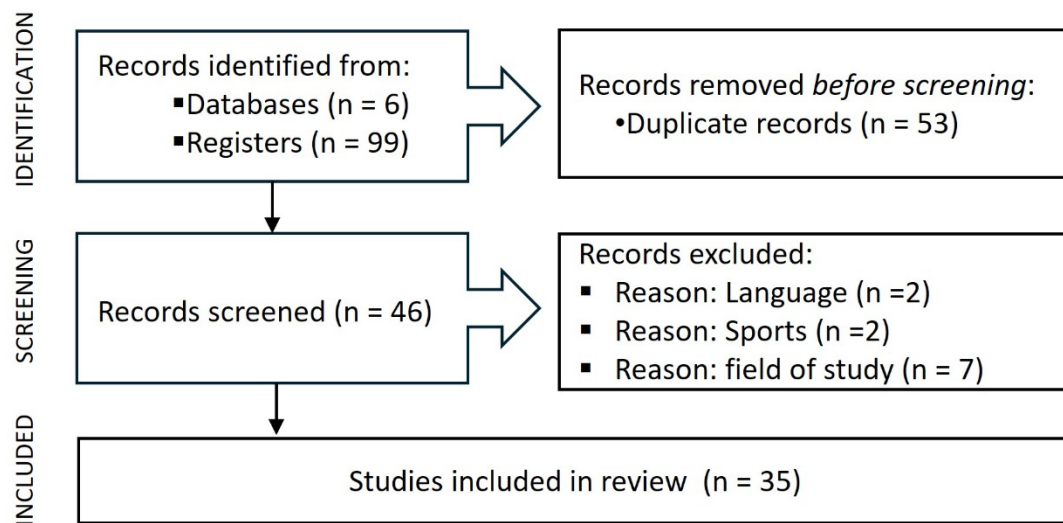 IDENTIFICATION
Records identified from:
▪Databases (n = 6)
▪Registers (n = 99)
Records removed before screening:
•Duplicate records (n = 53)
SCREENING
Records screened (n = 46)
Records excluded:
▪ Reason: Language (n =2)
▪ Reason: Sports (n =2)
▪ Reason: field of study (n = 7)
INCLUDED
Studies included in review (n = 35)